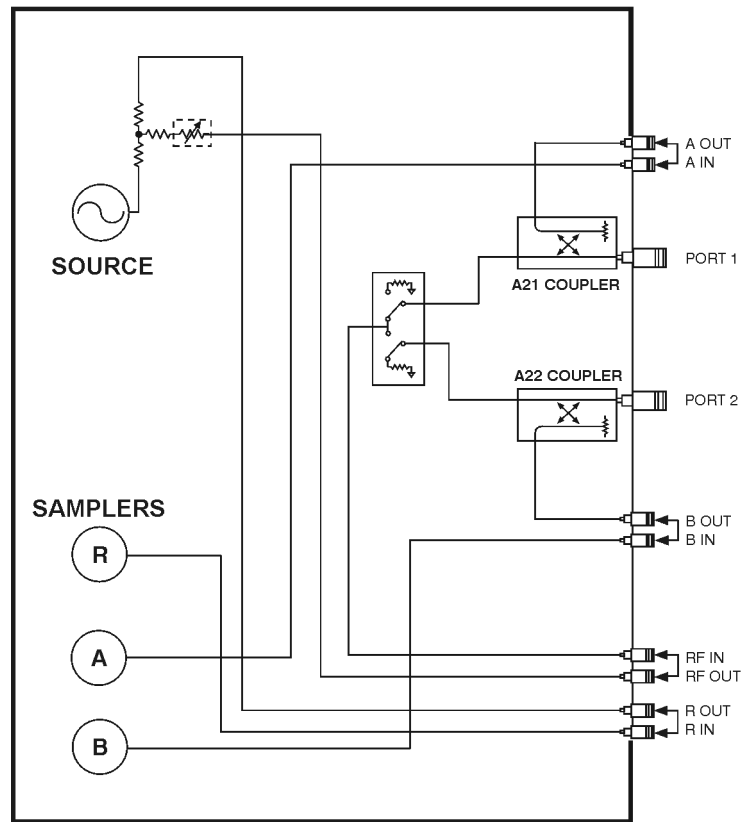 A OUT
A IN
SOURCE
PORT 1
A21 COUPLER
A22 COUPLER
PORT 2
SAMPLERS
B OUT
B IN
R
A
B
RF IN
RF OUT
R OUT
R IN